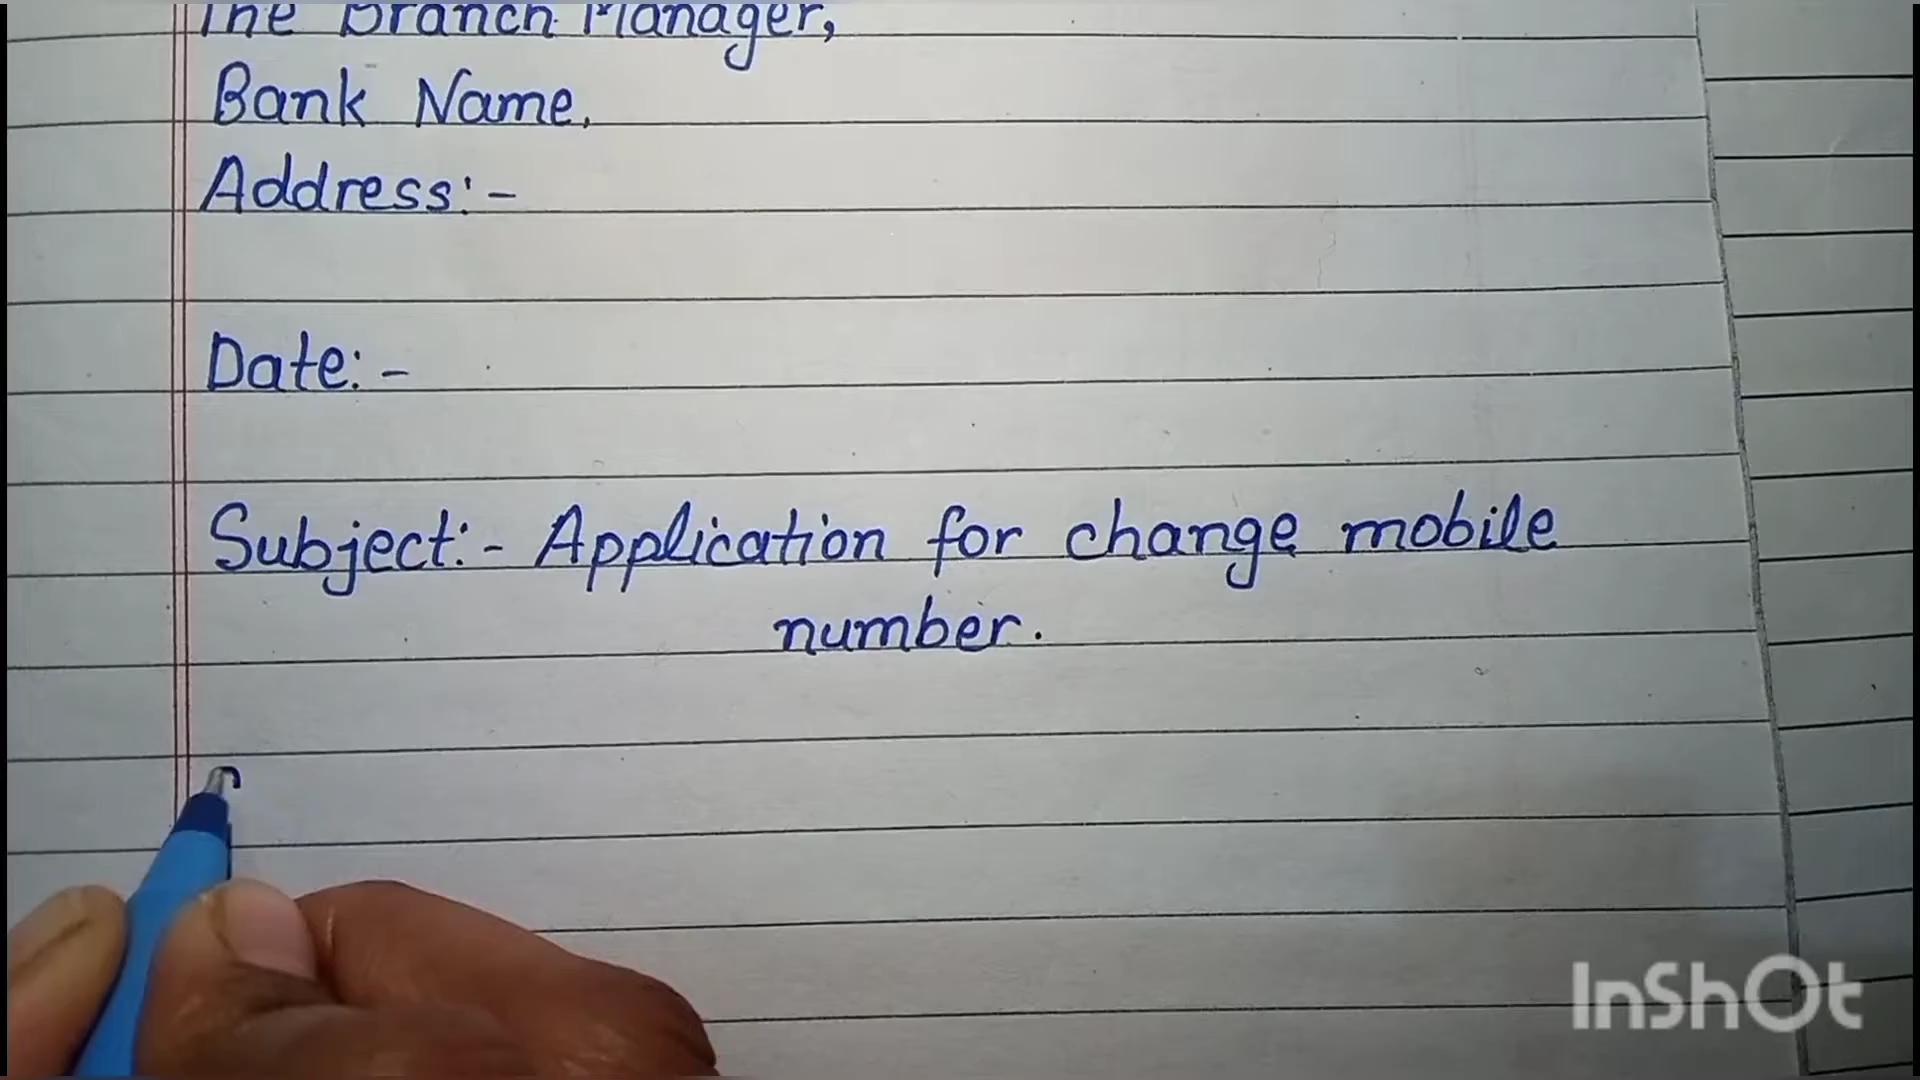 The Branch Manager,
Bank Name,
Address:-
Date:-
Subject:- Application for change mobile
number.
InShOt